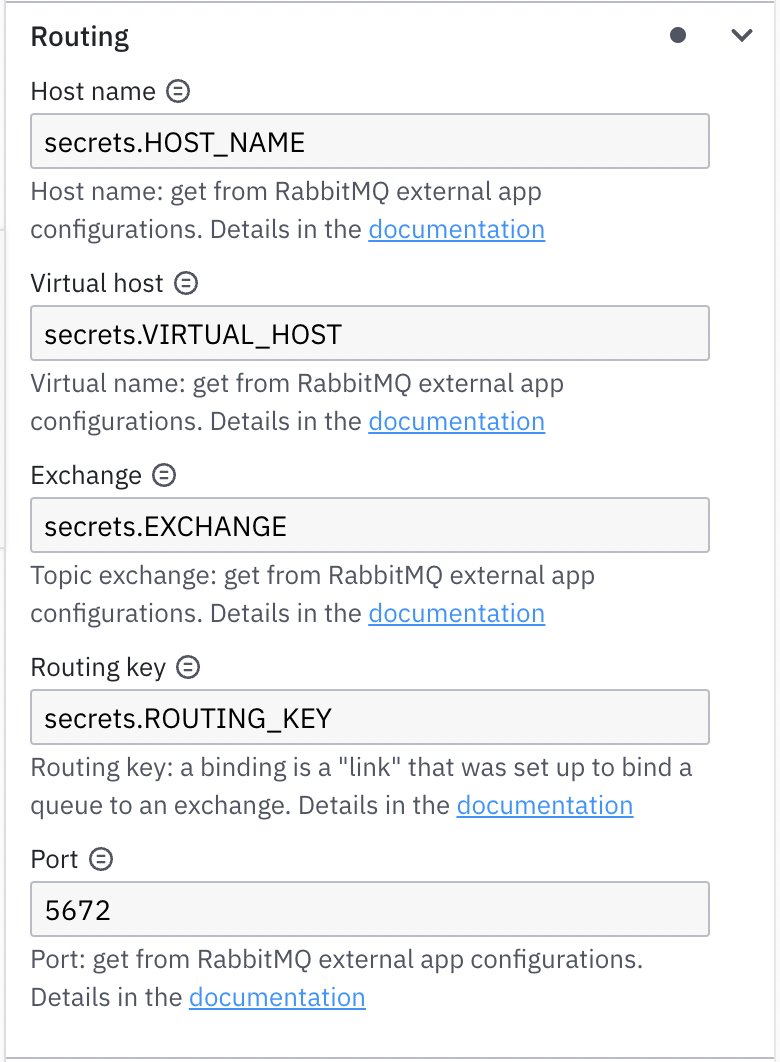 Routing
Host name
secrets.HOST_NAME
Host name: get from RabbitMQ external app
configurations. Details in the documentation
Virtual host
secrets.VIRTUAL_HOST
Virtual name: get from RabbitMQ external app
configurations. Details in the documentation
Exchange
secrets.EXCHANGE
Topic exchange: get from RabbitMQ external app
configurations. Details in the documentation
Routing key
secrets.ROUTING_KEY
Routing key: a binding is a "link" that was set up to bind a
queue to an exchange. Details in the documentation
Port
5672
Port: get from RabbitMQ external app configurations.
Details in the documentation